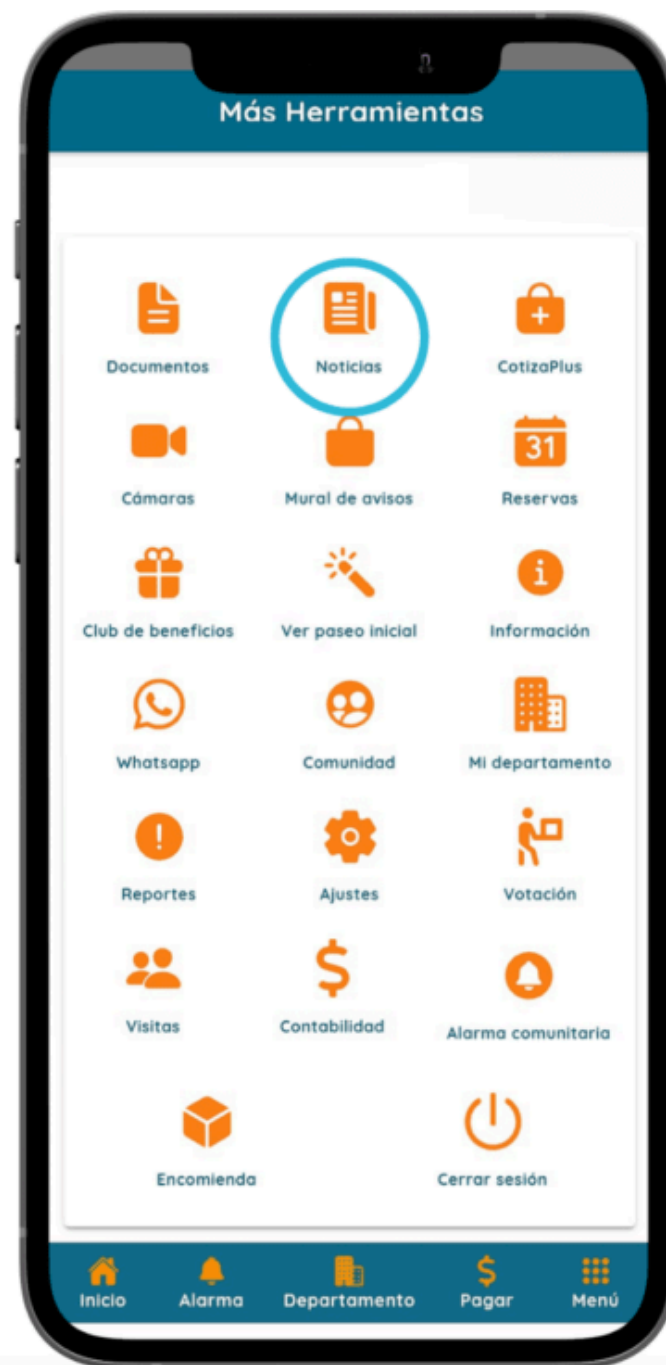 Más Herramientas
Documentos
Noticias
CotizaPlus
Cámaras
Mural de avisos
31
Reservas
Club de beneficios
Ver paseo inicial
Información
Whatsapp
Comunidad
Mi departamento
Reportes
Ajustes
Votación
Visitas
Contabilidad
Alarma comunitaria
Encomienda
Cerrar sesión
Inicio
Alarma
Departamento
Pagar
Menú